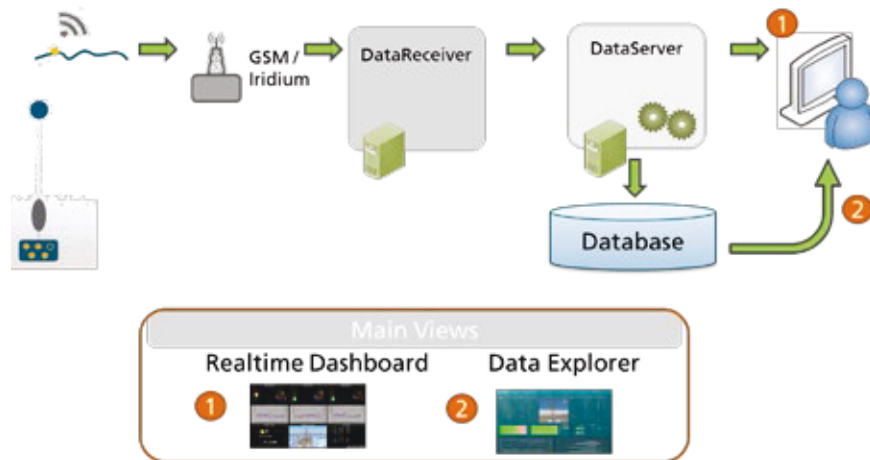 1
GSM /
Iridium
DataReceiver
DataServer
2
Database
Main Views
Realtime Dashboard
Data Explorer
1
2